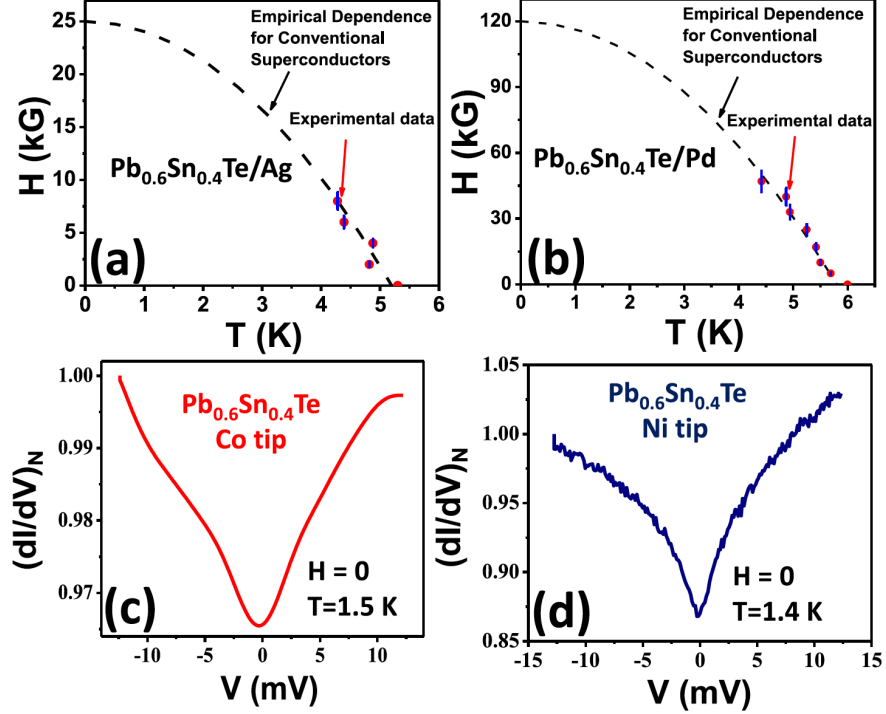 Empirical Dependence
for Conventional
Superconductors
Experimental data
Pb0.6Sn0.4Te/Ag
(a)
H (kG)
25
20
15
10
5
0
0 1 2 3 4 5 6
T (K)
Empirical Dependence
for Conventional
Superconductors
Experimental data
Pb0.6Sn0.4Te/Pd
(b)
H (kG)
120
90
60
30
0
0 1 2 3 4 5 6
T (K)
Pb0.6Sn0.4Te
Co tip
H = 0
T=1.5 K
(c)
(dI/dV)N
1.00
0.99
0.98
0.97
-10 -5 0 5 10
V (mV)
Pb0.6Sn0.4Te
Ni tip
H = 0
T=1.4 K
(d)
(dI/dV)N
1.05
1.00
0.95
0.90
0.85
-15 -10 -5 0 5 10 15
V (mV)